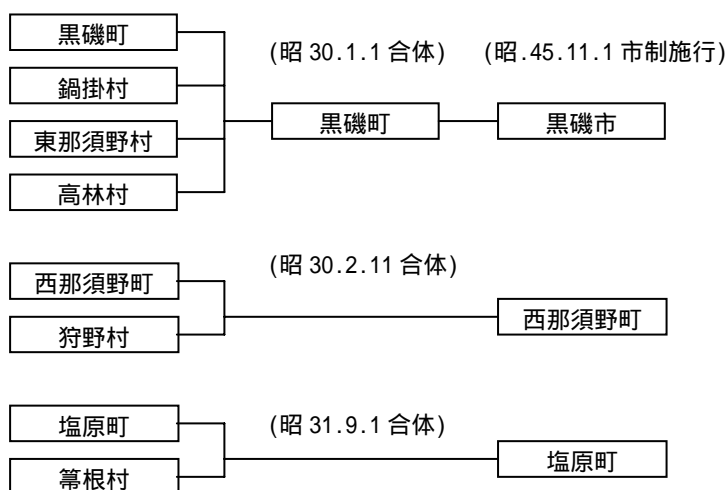 黒磯町
(昭 30.1.1 合体) (昭.45.11.1 市制施行)
鍋掛村
黒磯町 黒磯市
東那須野村
高林村
(昭 30.2.11 合体)
西那須野町
西那須野町
狩野村
塩原町 (昭 31.9.1 合体)
塩原町
箒根村